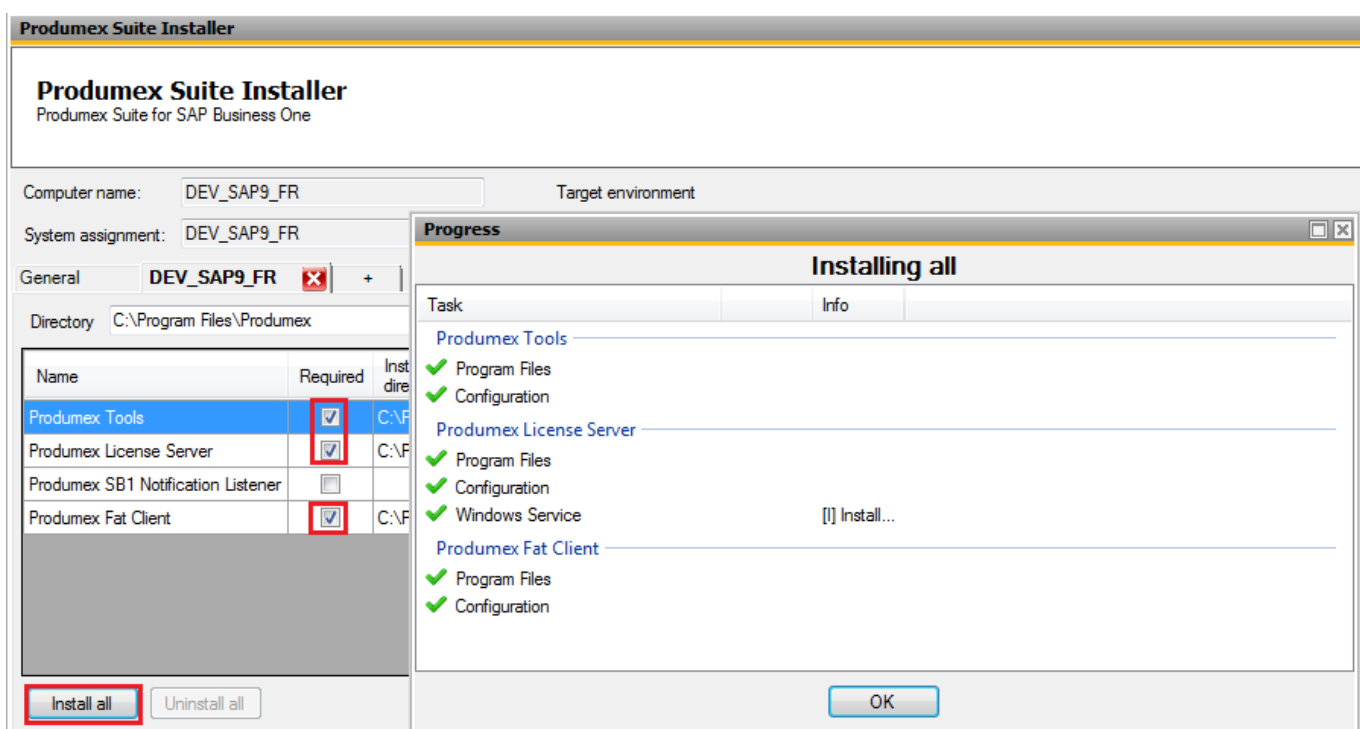 Produmex Suite Installer
Produmex Suite Installer
Produmex Suite for SAP Business One
Computer name: DEV_SAP9_FR Target environment
System assignment: DEV_SAP9_FR
General DEV_SAP9_FR +
Directory C:\Program Files\Produmex
Name Required Inst
dire
Produmex Tools C:\F
Produmex License Server C:\F
Produmex SB1 Notification Listener
Produmex Fat Client C:\F
Install all Uninstall all
Progress
Installing all
Task Info
Produmex Tools
Program Files
Configuration
Produmex License Server
Program Files
Configuration
Windows Service [I] Install...
Produmex Fat Client
Program Files
Configuration
OK